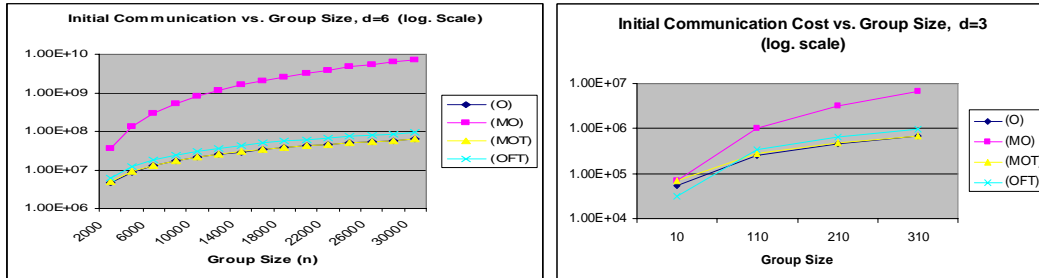 Initial Communication vs. Group Size, d=6 (log. Scale)
1.00E+10
1.00E+09
1.00E+08
1.00E+07
1.00E+06
2000
6000
10000
14000
18000
22000
26000
30000
Group Size (n)
(O)
(MO)
(MOT)
(OFT)
Initial Communication Cost vs. Group Size, d=3
(log. scale)
1.00E+07
1.00E+06
1.00E+05
1.00E+04
10
110
210
310
Group Size
(O)
(MO)
(MOT)
(OFT)